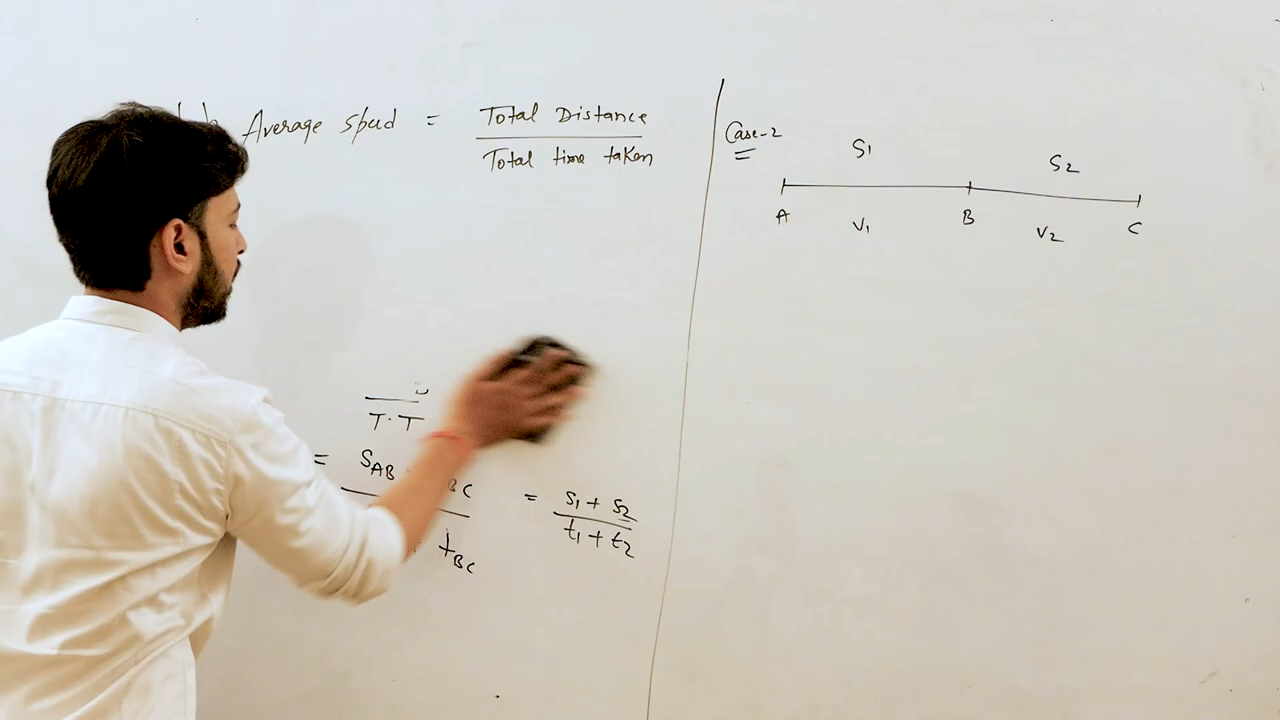 Average speed = Total Distance
Total time taken
T.T
= SAB BC
tBC
= S1 + S2
t1 + t2
Case-2
S1 S2
A B C
V1 V2